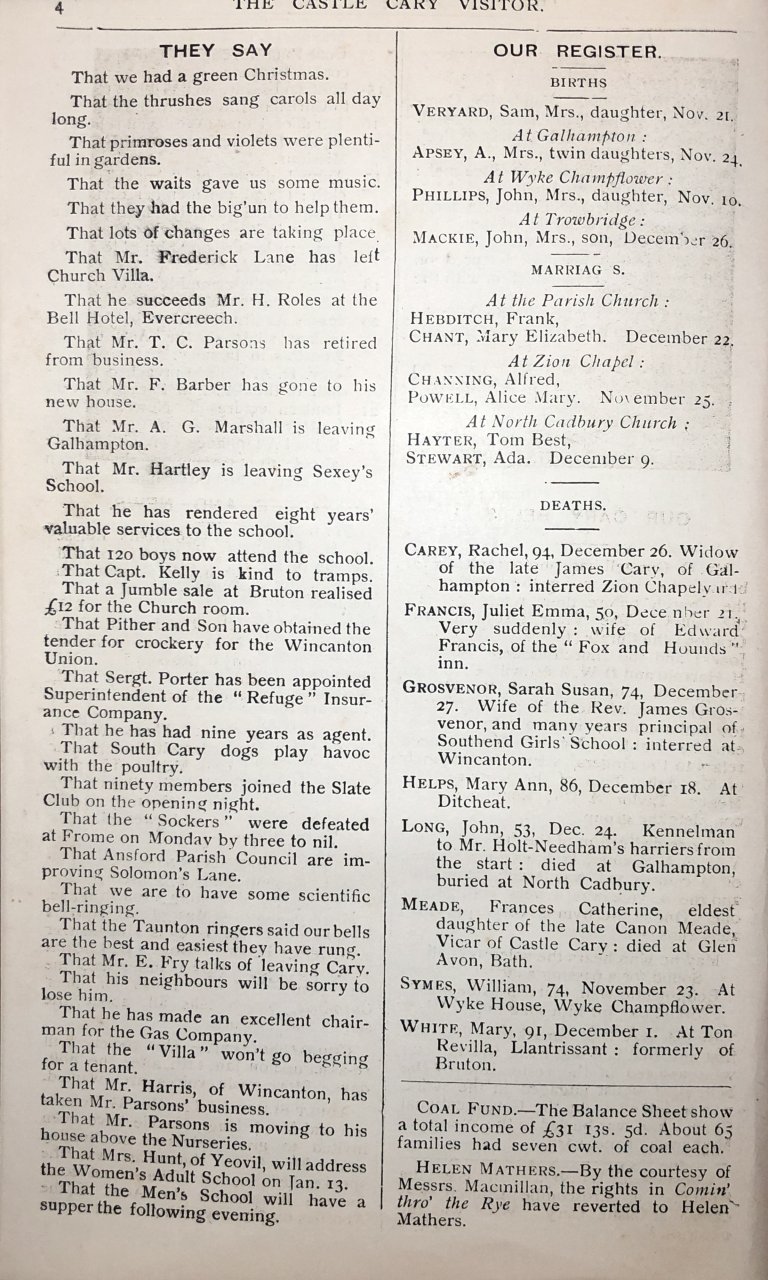 4
THE CASTLE CARY VISITOR.
THEY SAY
That we had a green Christmas.
That the thrushes sang carols all day
long.
That primroses and violets were plenti-
ful in gardens.
That the waits gave us some music.
That they had the big'un to help them.
That lots of changes are taking place
That Mr. Frederick Lane has left
Church Villa.
That he succeeds Mr. H. Roles at the
Bell Hotel, Evercreech.
That Mr. T. C. Parsons has retired
from business.
That Mr. F. Barber has gone to his
new house.
That Mr. A. G. Marshall is leaving
Galhampton.
That Mr. Hartley is leaving Sexey's
School.
That he has rendered eight years'
valuable services to the school.
That 120 boys now attend the school.
That Capt. Kelly is kind to tramps.
That a Jumble sale at Bruton realised
£12 for the Church room.
That Pither and Son have obtained the
tender for crockery for the Wincanton
Union.
That Sergt. Porter has been appointed
Superintendent of the "Refuge" Insur-
ance Company.
That he has had nine years as agent.
That South Cary dogs play havoc
with the poultry.
That ninety members joined the Slate
Club on the opening night.
That the "Sockers" were defeated
at Frome on Monday by three to nil.
That Ansford Parish Council are im-
proving Solomon's Lane.
That we are to have some scientific
bell-ringing.
That the Taunton ringers said our bells
are the best and easiest they have rung.
That Mr. E. Fry talks of leaving Cary.
That his neighbours will be sorry to
lose him.
That he has made an excellent chair-
man for the Gas Company.
That the "Villa" won't go begging
for a tenant.
That Mr. Harris, of Wincanton, has
taken Mr. Parsons' business.
That Mr. Parsons is moving to his
house above the Nurseries.
That Mrs. Hunt, of Yeovil, will address
the Women's Adult School on Jan. 13.
That the Men's School will have a
supper the following evening.
OUR REGISTER.
BIRTHS
VERYARD, Sam, Mrs., daughter, Nov. 21.
At Galhampton:
APSEY, A., Mrs., twin daughters, Nov. 24.
At Wyke Champflower:
PHILLIPS, John, Mrs., daughter, Nov. 10.
At Trowbridge:
MACKIE, John, Mrs., son, December 26.
MARRIAG S.
At the Parish Church:
HEBDITCH, Frank,
CHANT, Mary Elizabeth. December 22.
At Zion Chapel:
CHANNING, Alfred,
POWELL, Alice Mary. November 25.
At North Cadbury Church:
HAYTER, Tom Best,
STEWART, Ada. December 9.
DEATHS.
CAREY, Rachel, 94, December 26. Widow
of the late James Cary, of Gal-
hampton: interred Zion Chapel
FRANCIS, Juliet Emma, 50, Dece nber 21,
Very suddenly: wife of Edward
Francis, of the "Fox and Hounds"
inn.
GROSVENOR, Sarah Susan, 74, December
27. Wife of the Rev. James Gros-
venor, and many years principal of
Southend Girls' School: interred at
Wincanton.
HELPS, Mary Ann, 86, December 18. At
Ditcheat.
LONG, John, 53, Dec. 24. Kennelman
to Mr. Holt-Needham's harriers from
the start: died at Galhampton,
buried at North Cadbury.
MEADE, Frances Catherine, eldest
daughter of the late Canon Meade,
Vicar of Castle Cary: died at Glen
Avon, Bath.
SYMES, William, 74, November 23. At
Wyke House, Wyke Champflower.
WHITE, Mary, 91, December 1. At Ton
Revilla, Llantrissant: formerly of
Bruton.
COAL FUND.—The Balance Sheet show
a total income of £31 13s. 5d. About 65
families had seven cwt. of coal each.
HELEN MATHERS.—By the courtesy of
Messrs. Macmillan, the rights in Comin'
thro' the Rye have reverted to Helen
Mathers.